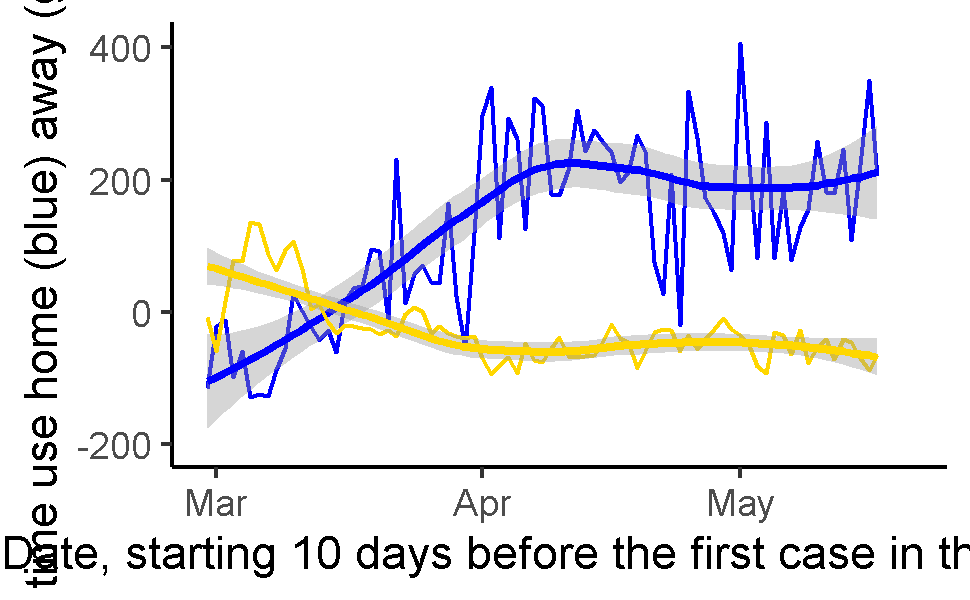 time use home (blue) away (
400
200
0
-200
Mar Apr May
Date, starting 10 days before the first case in th